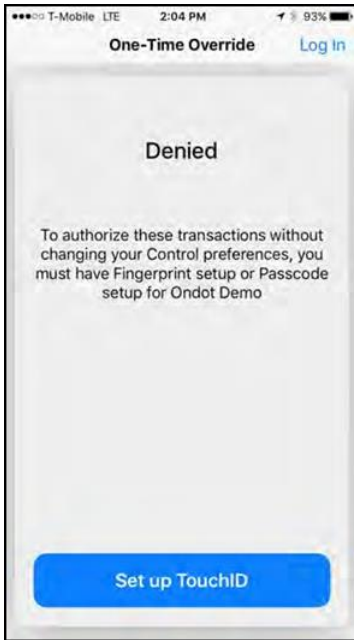 T-Mobile LTE 2:04 PM 93%
One-Time Override Log In
Denied
To authorize these transactions without
changing your Control preferences, you
must have Fingerprint setup or Passcode
setup for Ondot Demo
Set up TouchID